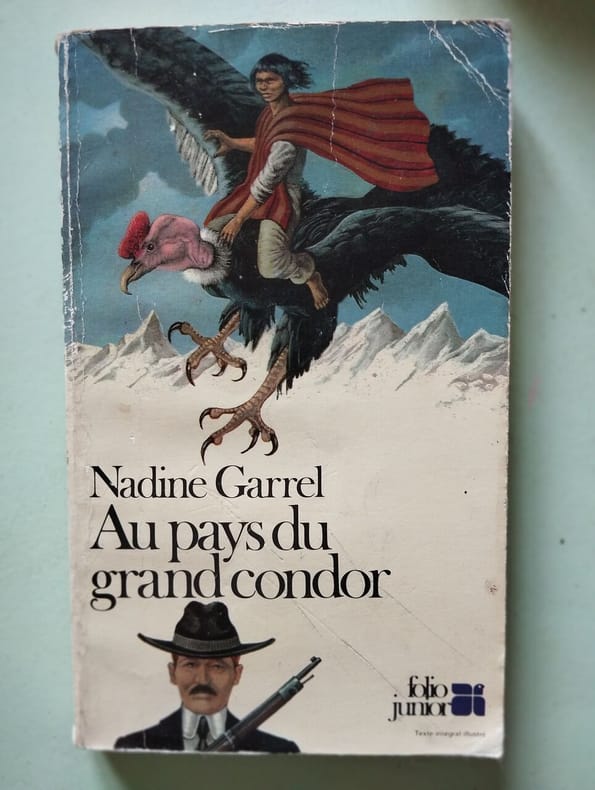 Nadine Garrel
Au pays du
grand condor
folio
junior
Texte intégral illustré